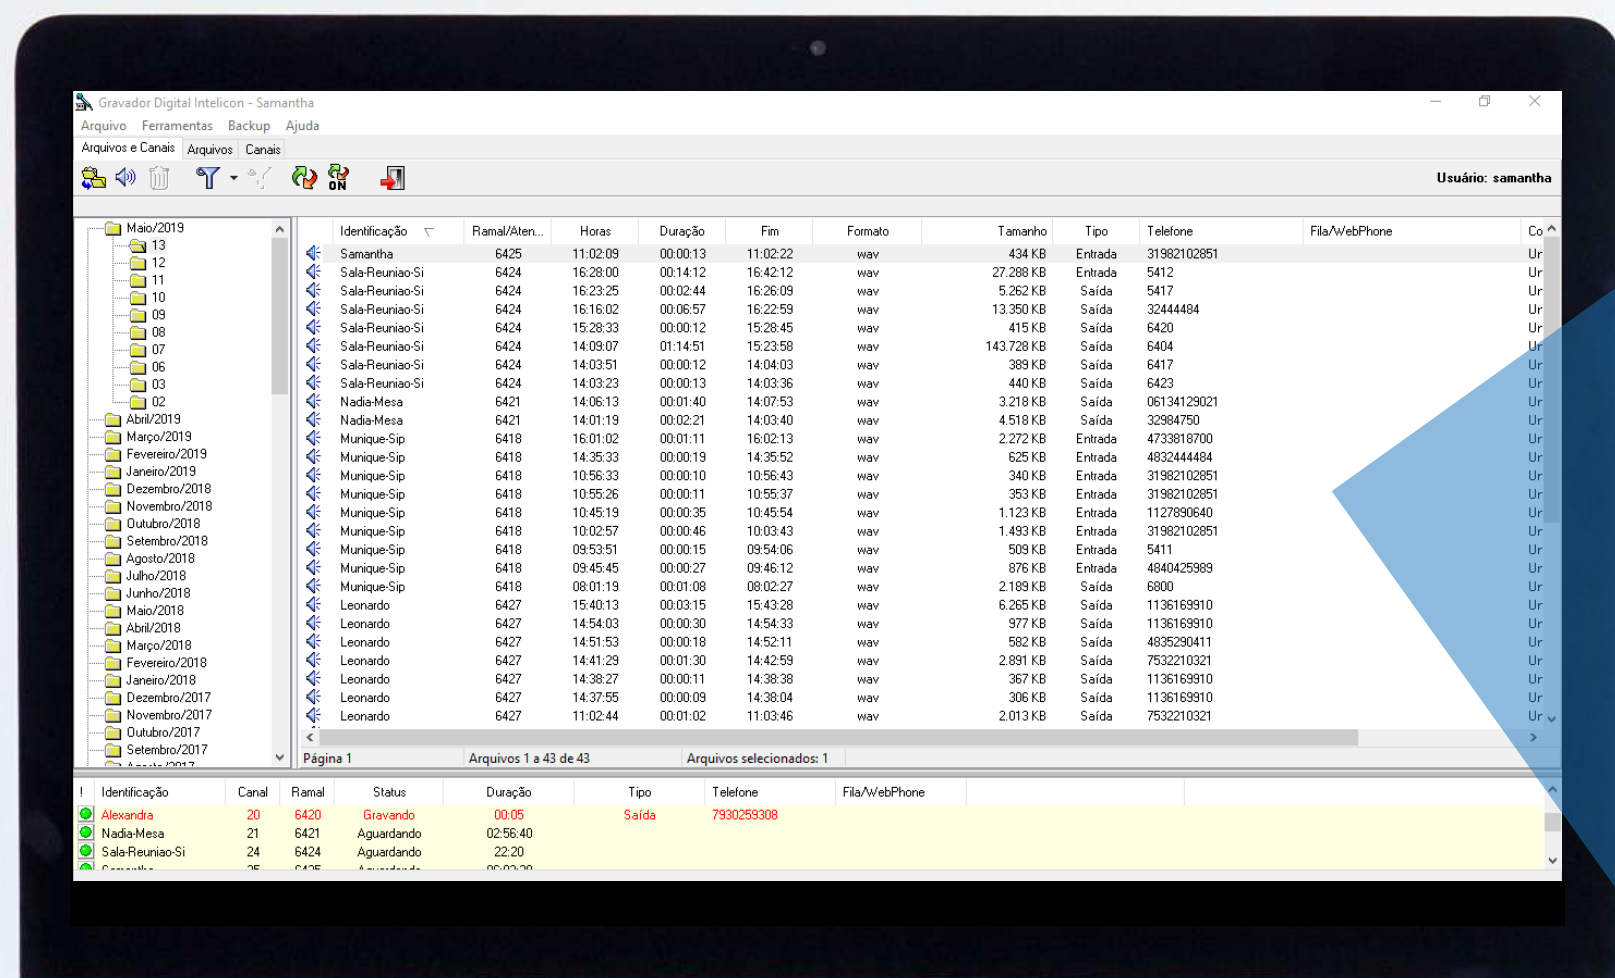 Gravador Digital Intelicon - Samantha
Arquivo Ferramentas Backup Ajuda
Arquivos e Canais Arquivos Canais
ON
Usuário: samantha
Maio/2019
13
12
11
10
09
08
07
06
03
02
Abril/2019
Março/2019
Fevereiro/2019
Janeiro/2019
Dezembro/2018
Novembro/2018
Outubro/2018
Setembro/2018
Agosto/2018
Julho/2018
Junho/2018
Maio/2018
Abril/2018
Março/2018
Fevereiro/2018
Janeiro/2018
Dezembro/2017
Novembro/2017
Outubro/2017
Setembro/2017
Identificação Ramal/Aten... Horas Duração Fim Formato Tamanho Tipo Telefone Fila/WebPhone Co
Samantha 6425 11:02:09 00:00:13 11:02:22 wav 434 KB Entrada 31982102851 Ur
Sala-Reuniao-Si 6424 16:28:00 00:14:12 16:42:12 wav 27.288 KB Entrada 5412 Ur
Sala-Reuniao-Si 6424 16:23:25 00:02:44 16:26:09 wav 5.262 KB Saída 5417 Ur
Sala-Reuniao-Si 6424 16:16:02 00:06:57 16:22:59 wav 13.350 KB Saída 32444484 Ur
Sala-Reuniao-Si 6424 15:28:33 00:00:12 15:28:45 wav 415 KB Saída 6420 Ur
Sala-Reuniao-Si 6424 14:09:07 01:14:51 15:23:58 wav 143.728 KB Saída 6404 Ur
Sala-Reuniao-Si 6424 14:03:51 00:00:12 14:04:03 wav 389 KB Saída 6417 Ur
Sala-Reuniao-Si 6424 14:03:23 00:00:13 14:03:36 wav 440 KB Saída 6423 Ur
Nadia-Mesa 6421 14:06:13 00:01:40 14:07:53 wav 3.218 KB Saída 06134129021 Ur
Nadia-Mesa 6421 14:01:19 00:02:21 14:03:40 wav 4.518 KB Saída 32984750 Ur
Munique-Sip 6418 16:01:02 00:01:11 16:02:13 wav 2.272 KB Entrada 4733818700 Ur
Munique-Sip 6418 14:35:33 00:00:19 14:35:52 wav 625 KB Entrada 4832444484 Ur
Munique-Sip 6418 10:56:33 00:00:10 10:56:43 wav 340 KB Entrada 31982102851 Ur
Munique-Sip 6418 10:55:26 00:00:11 10:55:37 wav 353 KB Entrada 31982102851 Ur
Munique-Sip 6418 10:45:19 00:00:35 10:45:54 wav 1.123 KB Entrada 1127890640 Ur
Munique-Sip 6418 10:02:57 00:00:46 10:03:43 wav 1.493 KB Entrada 31982102851 Ur
Munique-Sip 6418 09:53:51 00:00:15 09:54:06 wav 509 KB Entrada 5411 Ur
Munique-Sip 6418 09:45:45 00:00:27 09:46:12 wav 876 KB Entrada 4840425989 Ur
Munique-Sip 6418 08:01:19 00:01:08 08:02:27 wav 2.189 KB Saída 6800 Ur
Leonardo 6427 15:40:13 00:03:15 15:43:28 wav 6.265 KB Saída 1136169910 Ur
Leonardo 6427 14:54:03 00:00:30 14:54:33 wav 977 KB Saída 1136169910 Ur
Leonardo 6427 14:51:53 00:00:18 14:52:11 wav 582 KB Saída 4835290411 Ur
Leonardo 6427 14:41:29 00:01:30 14:42:59 wav 2.891 KB Saída 7532210321 Ur
Leonardo 6427 14:38:27 00:00:11 14:38:38 wav 367 KB Saída 1136169910 Ur
Leonardo 6427 14:37:55 00:00:09 14:38:04 wav 306 KB Saída 1136169910 Ur
Leonardo 6427 11:02:44 00:01:02 11:03:46 wav 2.013 KB Saída 7532210321 Ur
Página 1 Arquivos 1 a 43 de 43 Arquivos selecionados: 1
! Identificação Canal Ramal Status Duração Tipo Telefone Fila/WebPhone
Alexandra 20 6420 Gravando 00:05 Saída 7930259308
Nadia-Mesa 21 6421 Aguardando 02:56:40
Sala-Reuniao-Si 24 6424 Aguardando 22:20